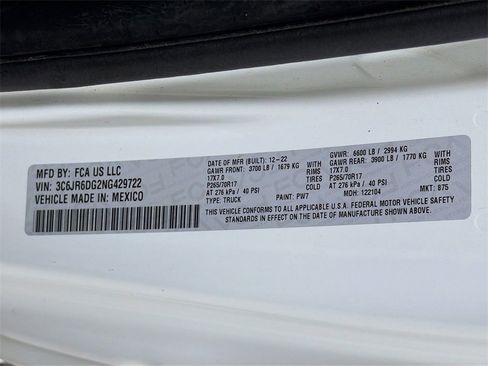 MFD BY: FCA US LLC
VIN: 3C6JR6DG2NG429722
VEHICLE MADE IN: MEXICO
DATE OF MFR (BUILT): 12-22
GAWR FRONT: 3700 LB / 1679 KG
17X7.0 WITH RIMS
P265/70R17 TIRES
AT 276 kPa / 40 PSI COLD
TYPE: TRUCK PAINT: PW7
GVWR: 6600 LB / 2994 KG
GAWR REAR: 3900 LB / 1770 KG
17X7.0 WITH RIMS
P265/70R17 TIRES
AT 276 kPa / 40 PSI COLD
MDH: 122104 MKT: B75
THIS VEHICLE CONFORMS TO ALL APPLICABLE U.S.A. FEDERAL MOTOR VEHICLE SAFETY
STANDARDS IN EFFECT ON THE DATE OF MANUFACTURE SHOWN ABOVE.